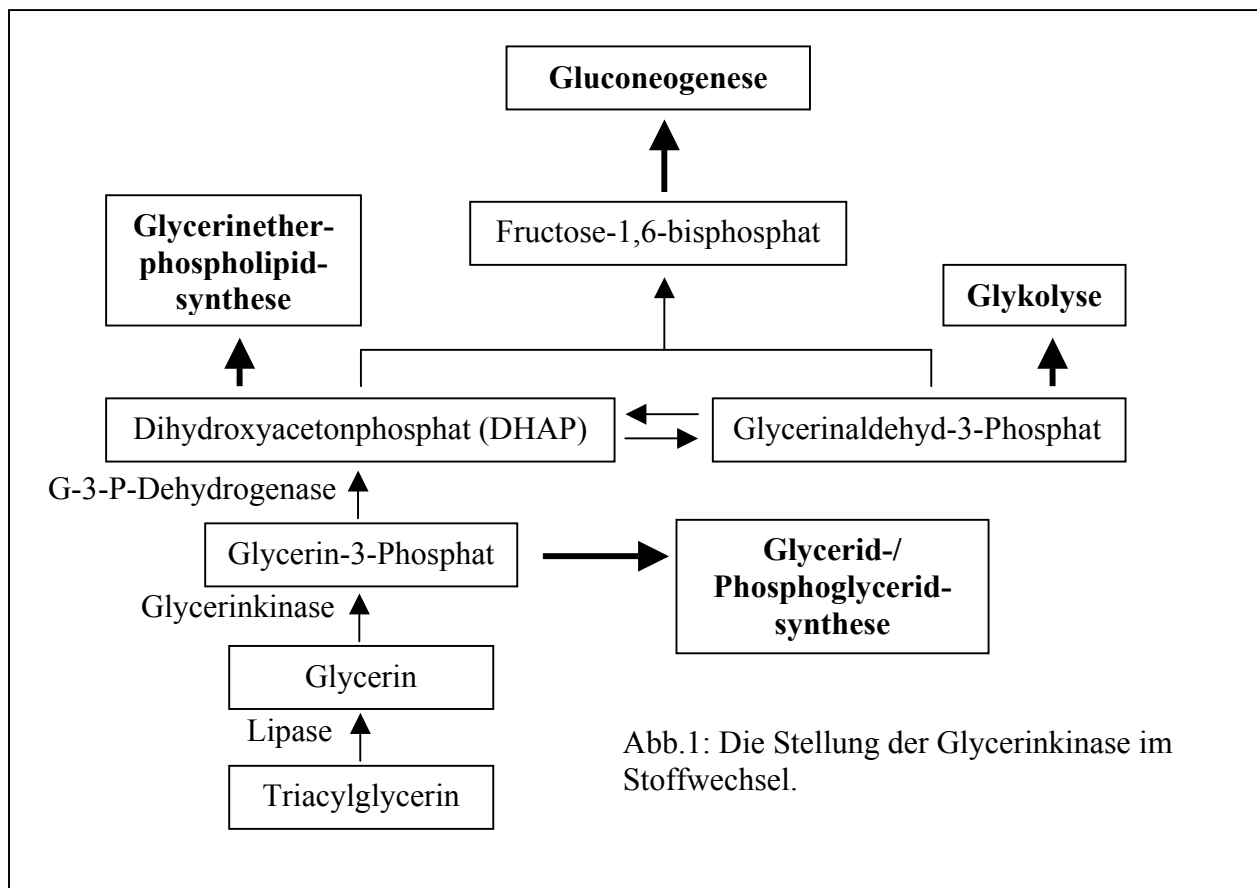 Gluconeogenese
Glycerinether-
phospholipid-
synthese
Fructose-1,6-bisphosphat
Glykolyse
Dihydroxyacetonphosphat (DHAP)
Glycerinaldehyd-3-Phosphat
G-3-P-Dehydrogenase
Glycerin-3-Phosphat
Glycerid-/
Phosphoglycerid-
synthese
Glycerinkinase
Glycerin
Lipase
Triacylglycerin
Abb.1: Die Stellung der Glycerinkinase im
Stoffwechsel.